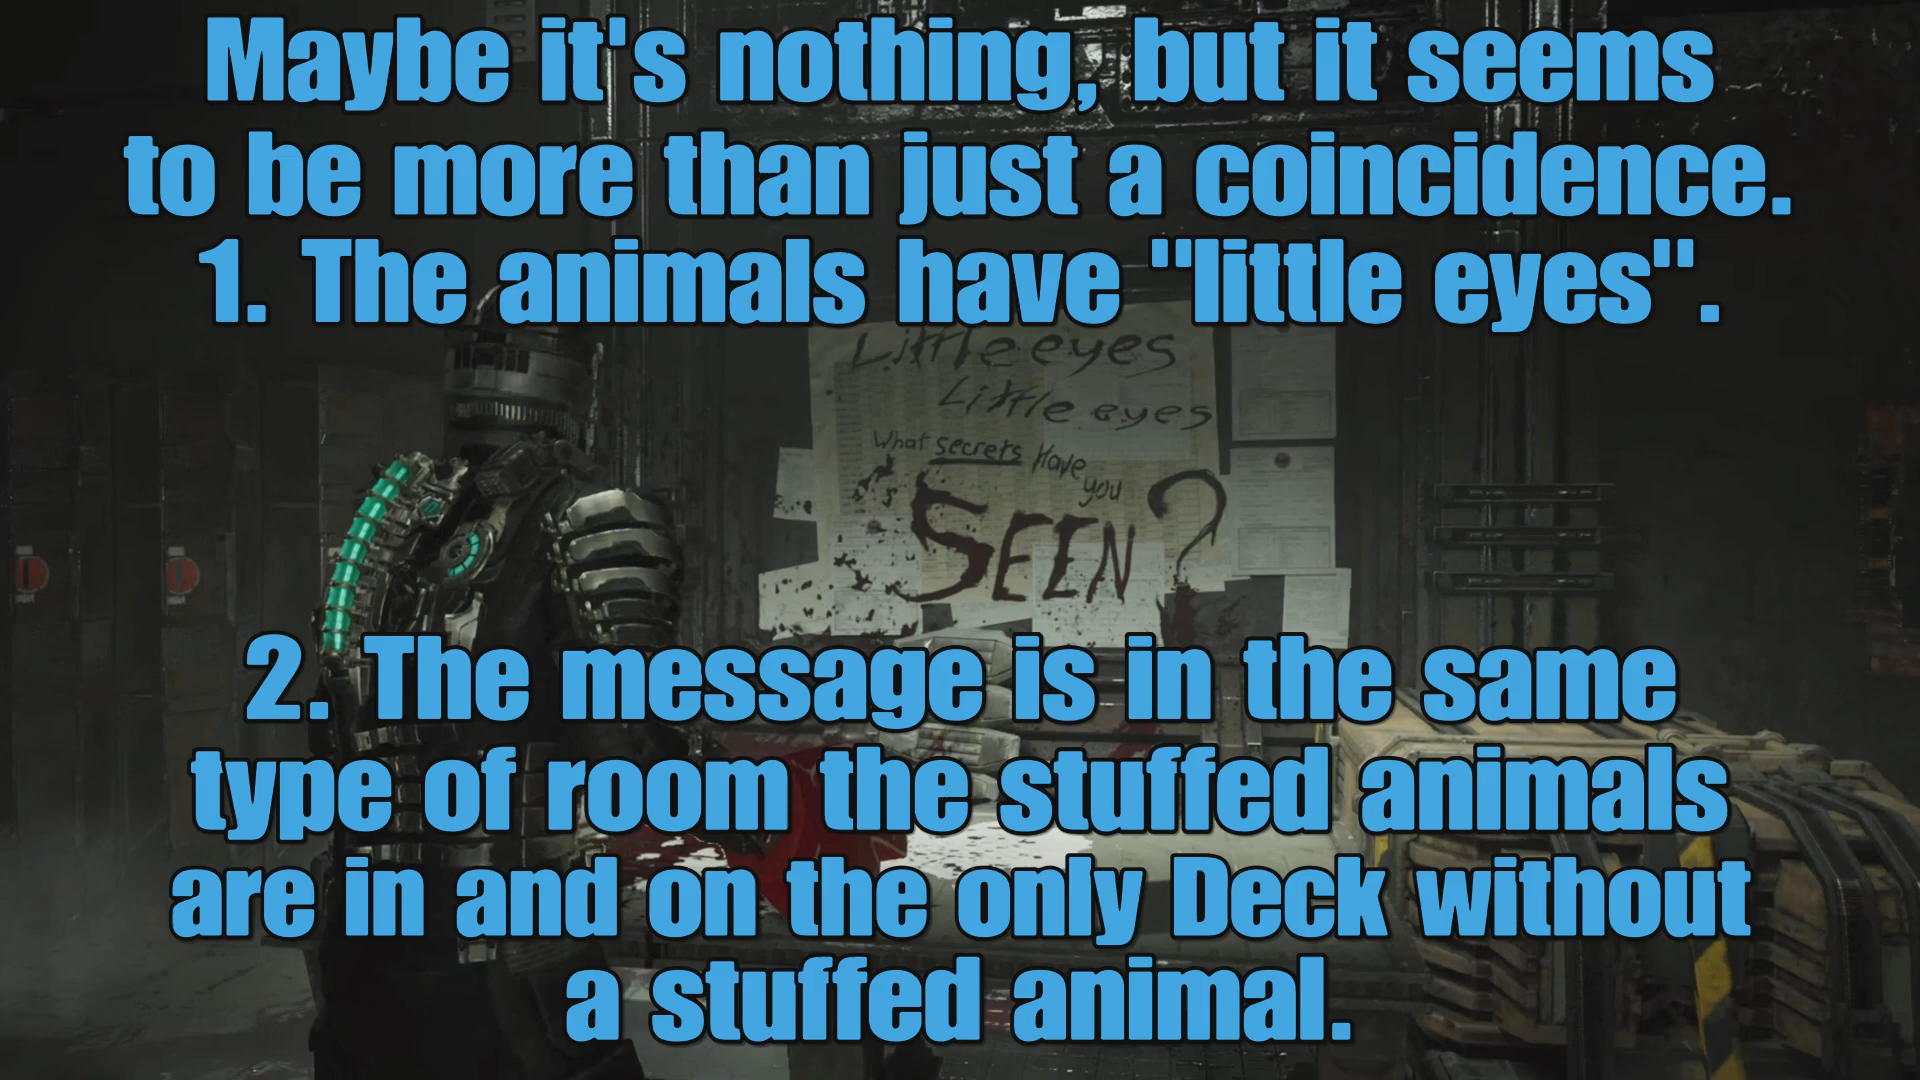 Maybe it's nothing, but it seems
to be more than just a coincidence.
1. The animals have "little eyes".
Little eyes
Little eyes
What secrets Have
you
SEEN?
2. The message is in the same
type of room the stuffed animals
are in and on the only Deck without
a stuffed animal.